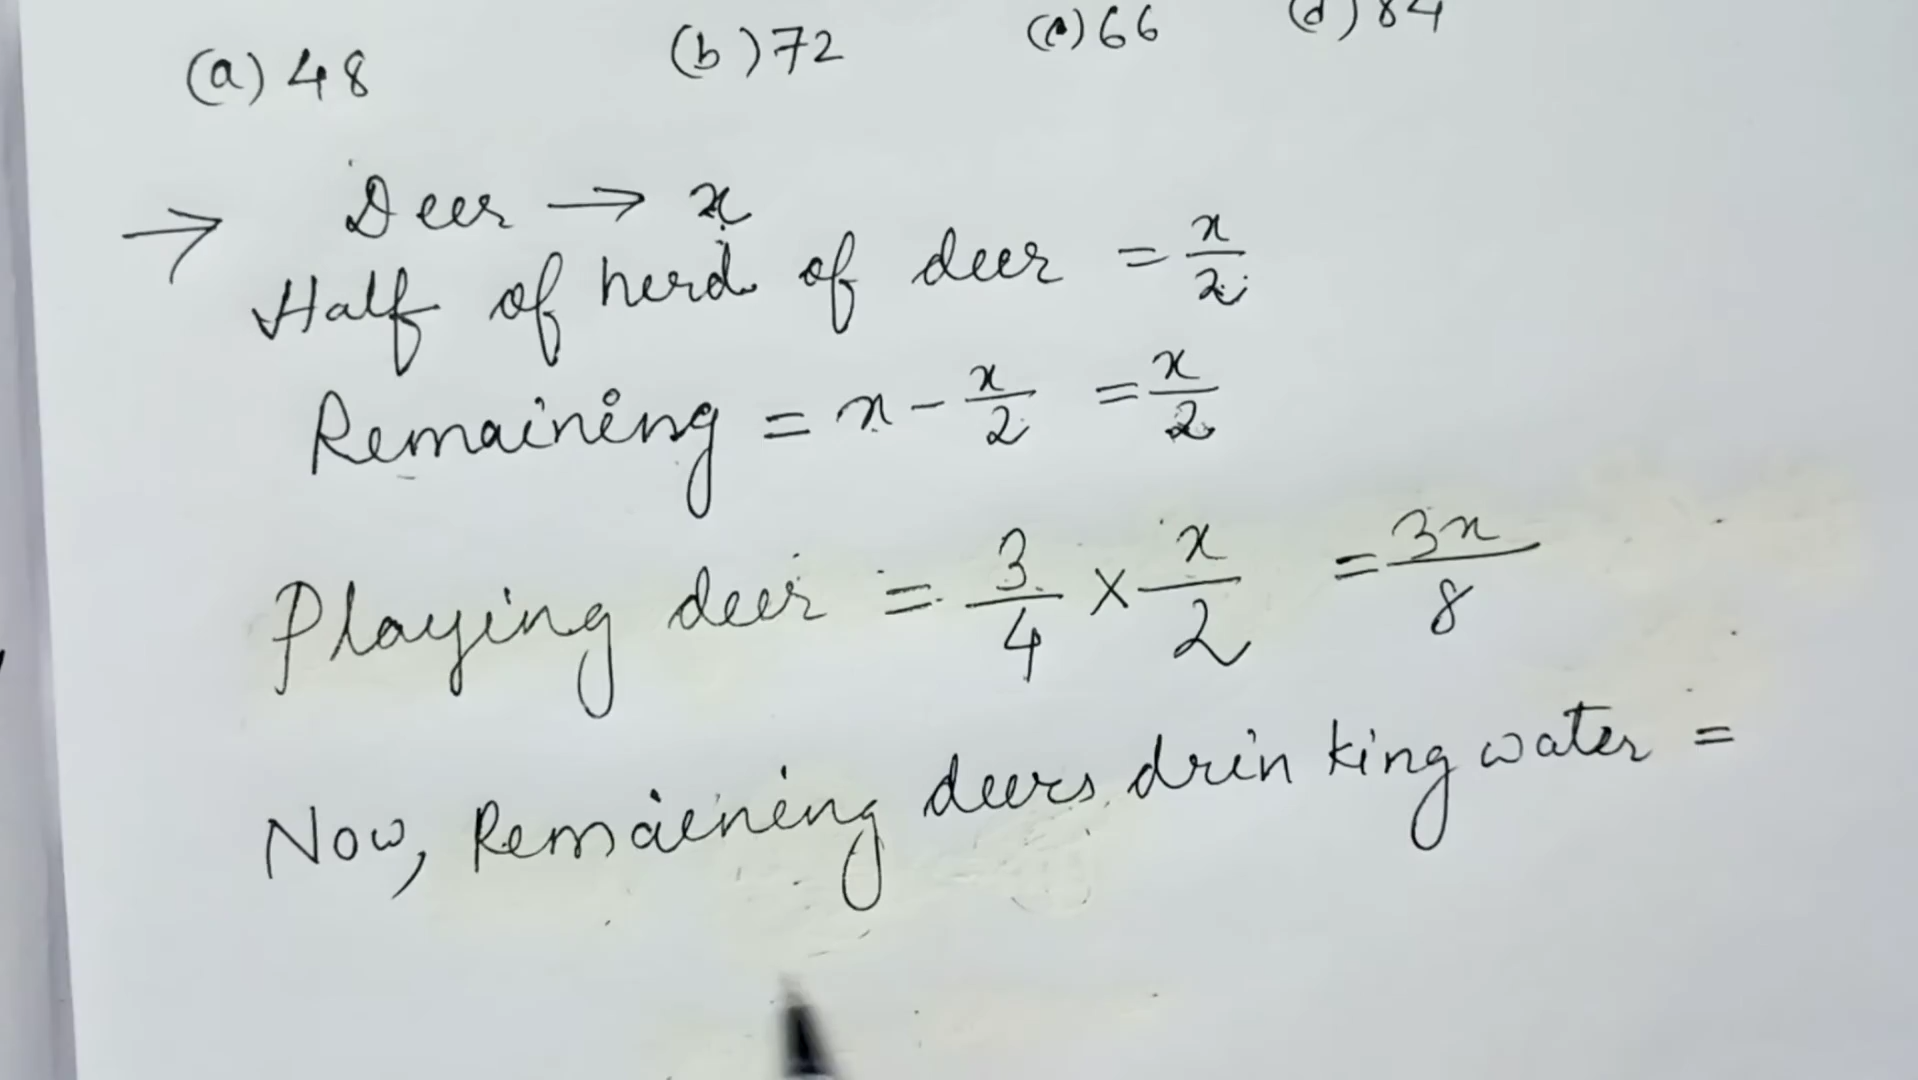 (a) 48 (b) 72 (c) 66 (d) 84
→ Deer → x
Half of herd of deer = x/2
Remaining = x - x/2 = x/2
Playing deer = 3/4 × x/2 = 3x/8
Now, Remaining deers drinking water =